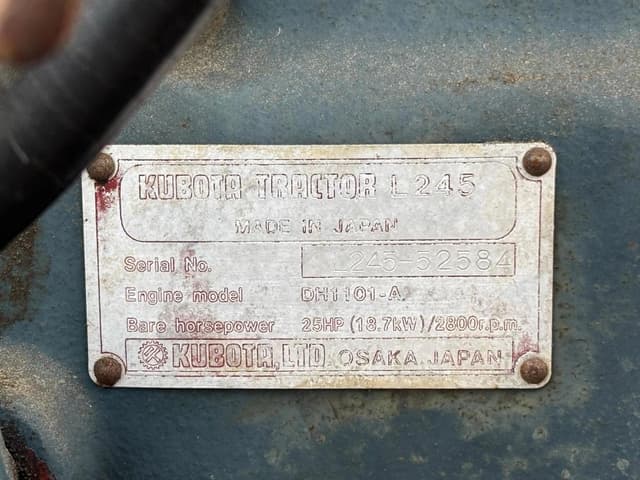 KUBOTA TRACTOR L245
MADE IN JAPAN
Serial No. L245-52584
Engine model DH1101-A
Bare horsepower 25HP (18.7kW)/2800r.p.m.
KUBOTA, LTD. OSAKA, JAPAN